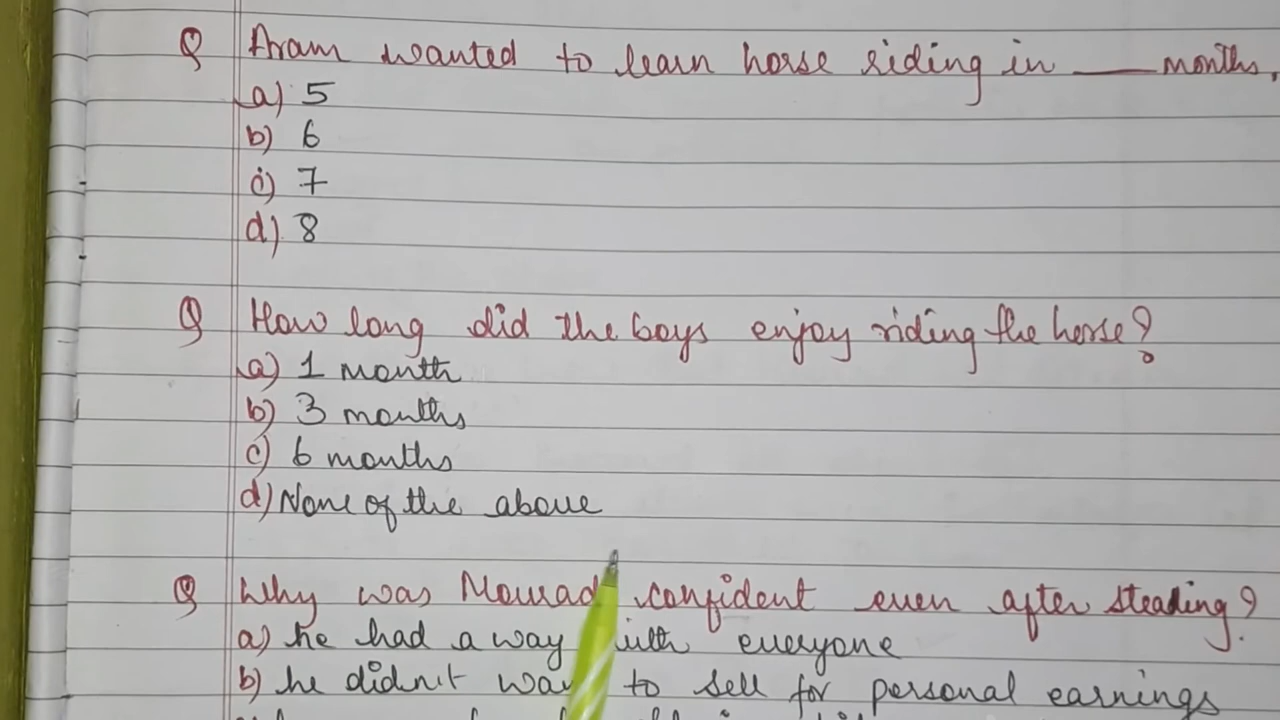 Q Aram wanted to learn horse riding in ___ months.
a) 5
b) 6
c) 7
d) 8
Q How long did the boys enjoy riding the horse?
a) 1 month
b) 3 months
c) 6 months
d) None of the above
Q Why was Mourad confident even after stealing?
a) he had a way with everyone
b) he didn't want to sell for personal earnings